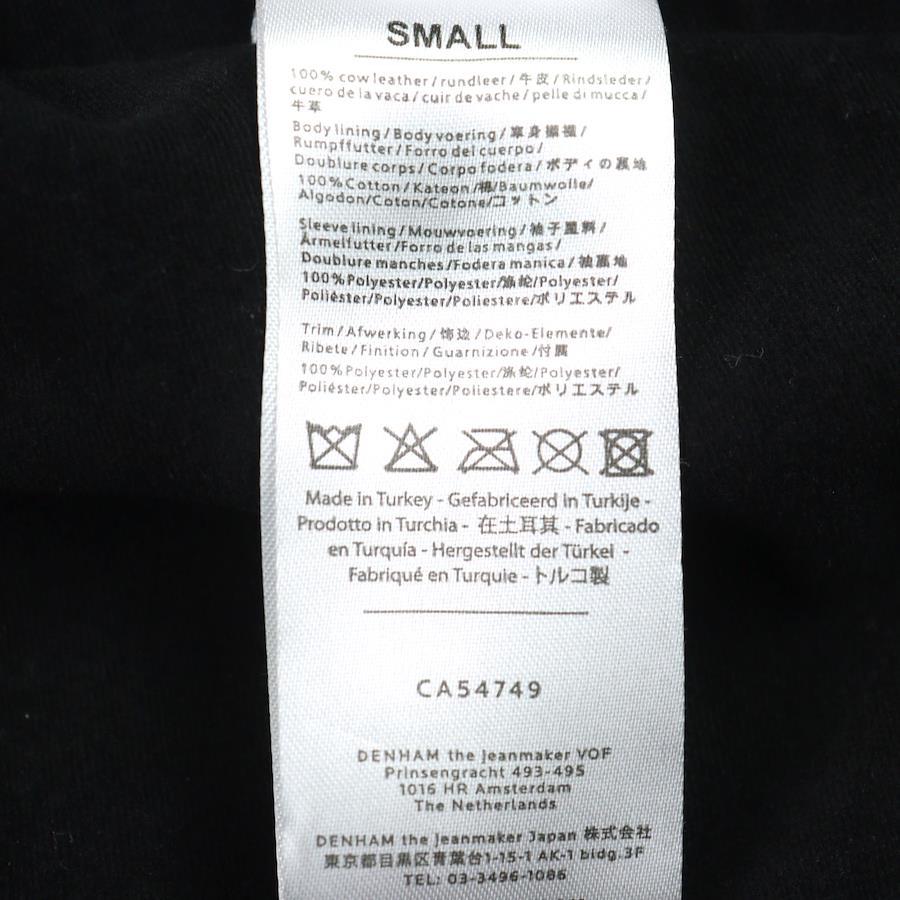 SMALL
100% cow leather/rundleer/牛皮/Rindsleder/
cuero de la vaca/cuir de vache/pelle di mucca/
牛革
Body lining/Body voering/
Rumpffutter/Forro del cuerpo/
Doublure corps/Corpo fodera/ボディの裏地
100%Cotton/Katoen/棉/Baumwolle/
Algodon/Coton/Cotone/コットン
Sleeve lining/Mouwvoering/袖子里料/
Armelfutter/Forro de las mangas/
Doublure manches/Fodera manica/袖裏地
100%Polyester/Polyester/涤纶/Polyester/
Poliéster/Polyester/Poliestere/ポリエステル
Trim/Afwerking/饰边/Deko-Elemente/
Ribete/Finition/Guarnizione/付属
100%Polyester/Polyester/涤纶/Polyester/
Poliéster/Polyester/Poliestere/ポリエステル
Made in Turkey - Gefabriceerd in Turkije -
Prodotto in Turchia - 在土耳其 - Fabricado
en Turquía - Hergestellt der Türkei -
Fabriqué en Turquie - トルコ製
CA54749
DENHAM the Jeanmaker VOF
Prinsengracht 493-495
1016 HR Amsterdam
The Netherlands
DENHAM the Jeanmaker Japan 株式会社
東京都目黒区青葉台1-15-1 AK-1 bidg.3F
TEL: 03-3496-1086